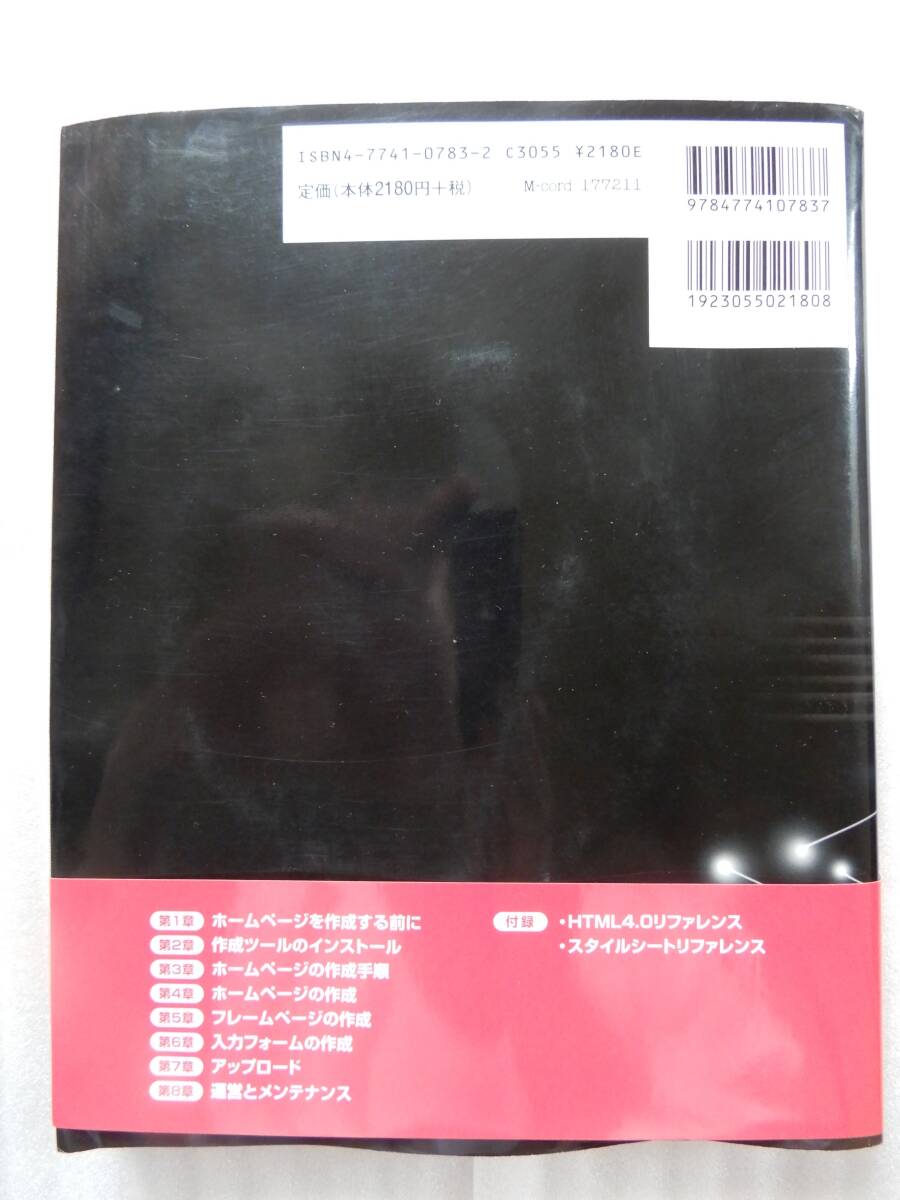 ISBN4-7741-0783-2 C3055 ¥2180E
定価(本体2180円+税) M-cord 177211
9784774107837
1923055021808
第1章 ホームページを作成する前に
第2章 作成ツールのインストール
第3章 ホームページの作成手順
第4章 ホームページの作成
第5章 フレームページの作成
第6章 入力フォームの作成
第7章 アップロード
第8章 運営とメンテナンス
付録 ・HTML4.0リファレンス
・スタイルシートリファレンス